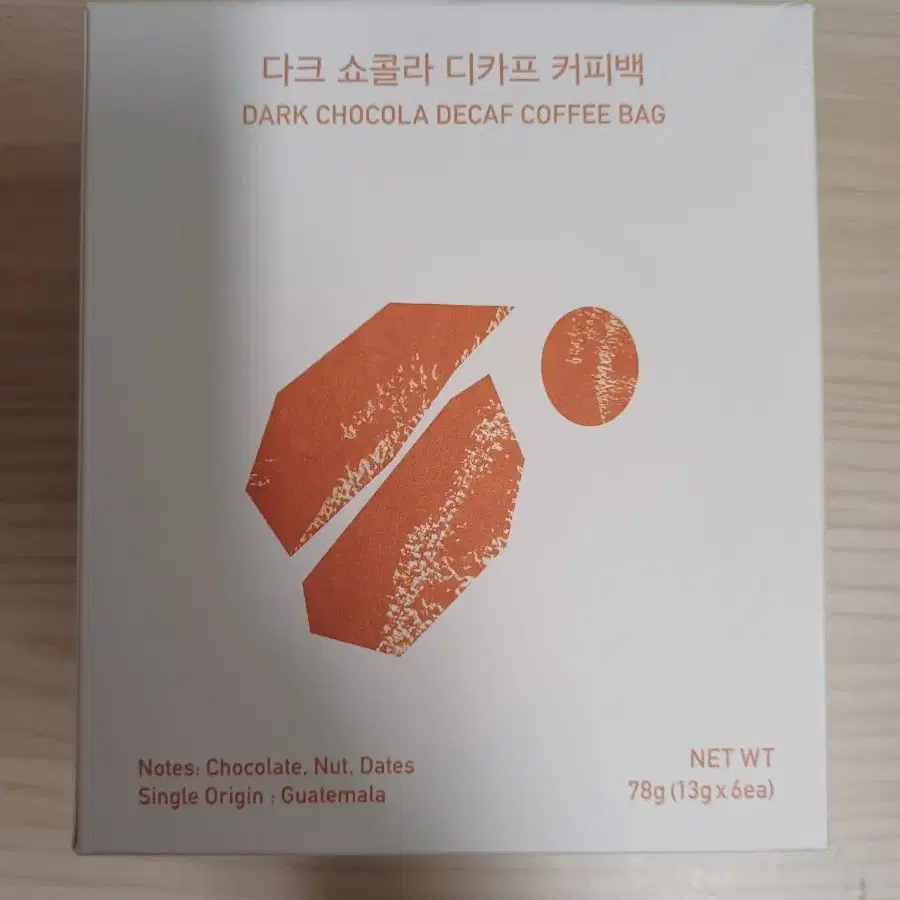 다크 쇼콜라 디카프 커피백
DARK CHOCOLA DECAF COFFEE BAG
Notes: Chocolate, Nut, Dates
Single Origin : Guatemala
NET WT
78g (13g x 6ea)